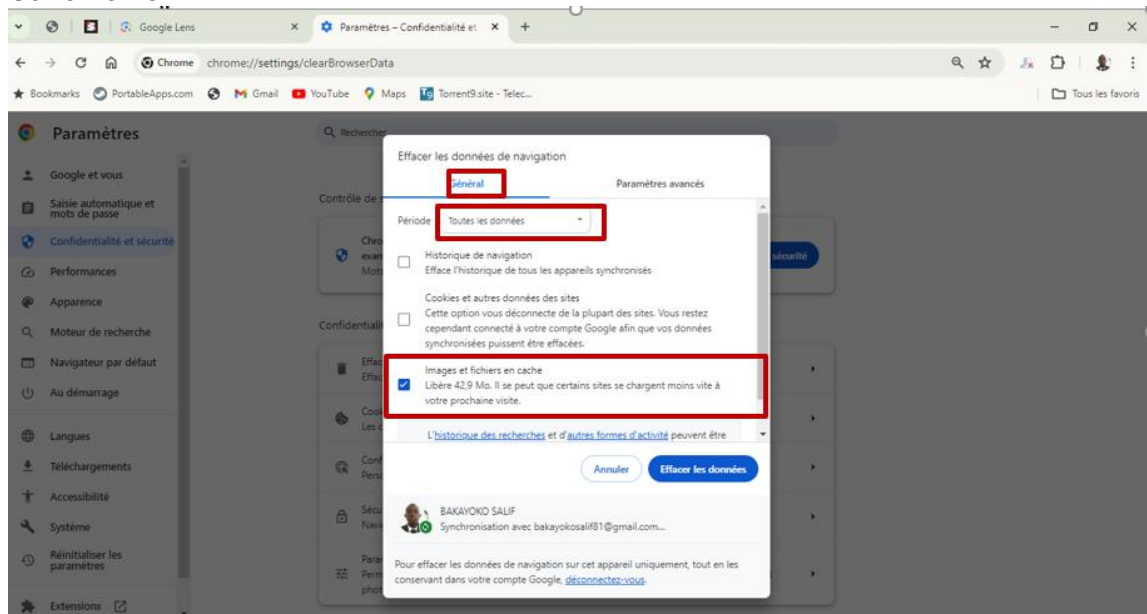 Google Lens
Paramètres – Confidentialité et
Chrome
chrome://settings/clearBrowserData
Bookmarks
PortableApps.com
Gmail
YouTube
Maps
Torrent9.site - Telec...
Tous les favoris
Paramètres
Rechercher
Google et vous
Saisie automatique et
mots de passe
Confidentialité et sécurité
Performances
Apparence
Moteur de recherche
Navigateur par défaut
Au démarrage
Langues
Téléchargements
Accessibilité
Système
Réinitialiser les
paramètres
Extensions
Contrôle de
sécurité
Effacer les données de navigation
Général
Paramètres avancés
Période
Toutes les données
Historique de navigation
Efface l'historique de tous les appareils synchronisés
Cookies et autres données des sites
Cette option vous déconnecte de la plupart des sites. Vous restez
cependant connecté à votre compte Google afin que vos données
synchronisées puissent être effacées.
Images et fichiers en cache
Libère 42,9 Mo. Il se peut que certains sites se chargent moins vite à
votre prochaine visite.
L'historique des recherches et d'autres formes d'activité peuvent être
Annuler
Effacer les données
BAKAYOKO SALIF
Synchronisation avec bakayokosalif81@gmail.com...
Pour effacer les données de navigation sur cet appareil uniquement, tout en les
conservant dans votre compte Google, déconnectez-vous.